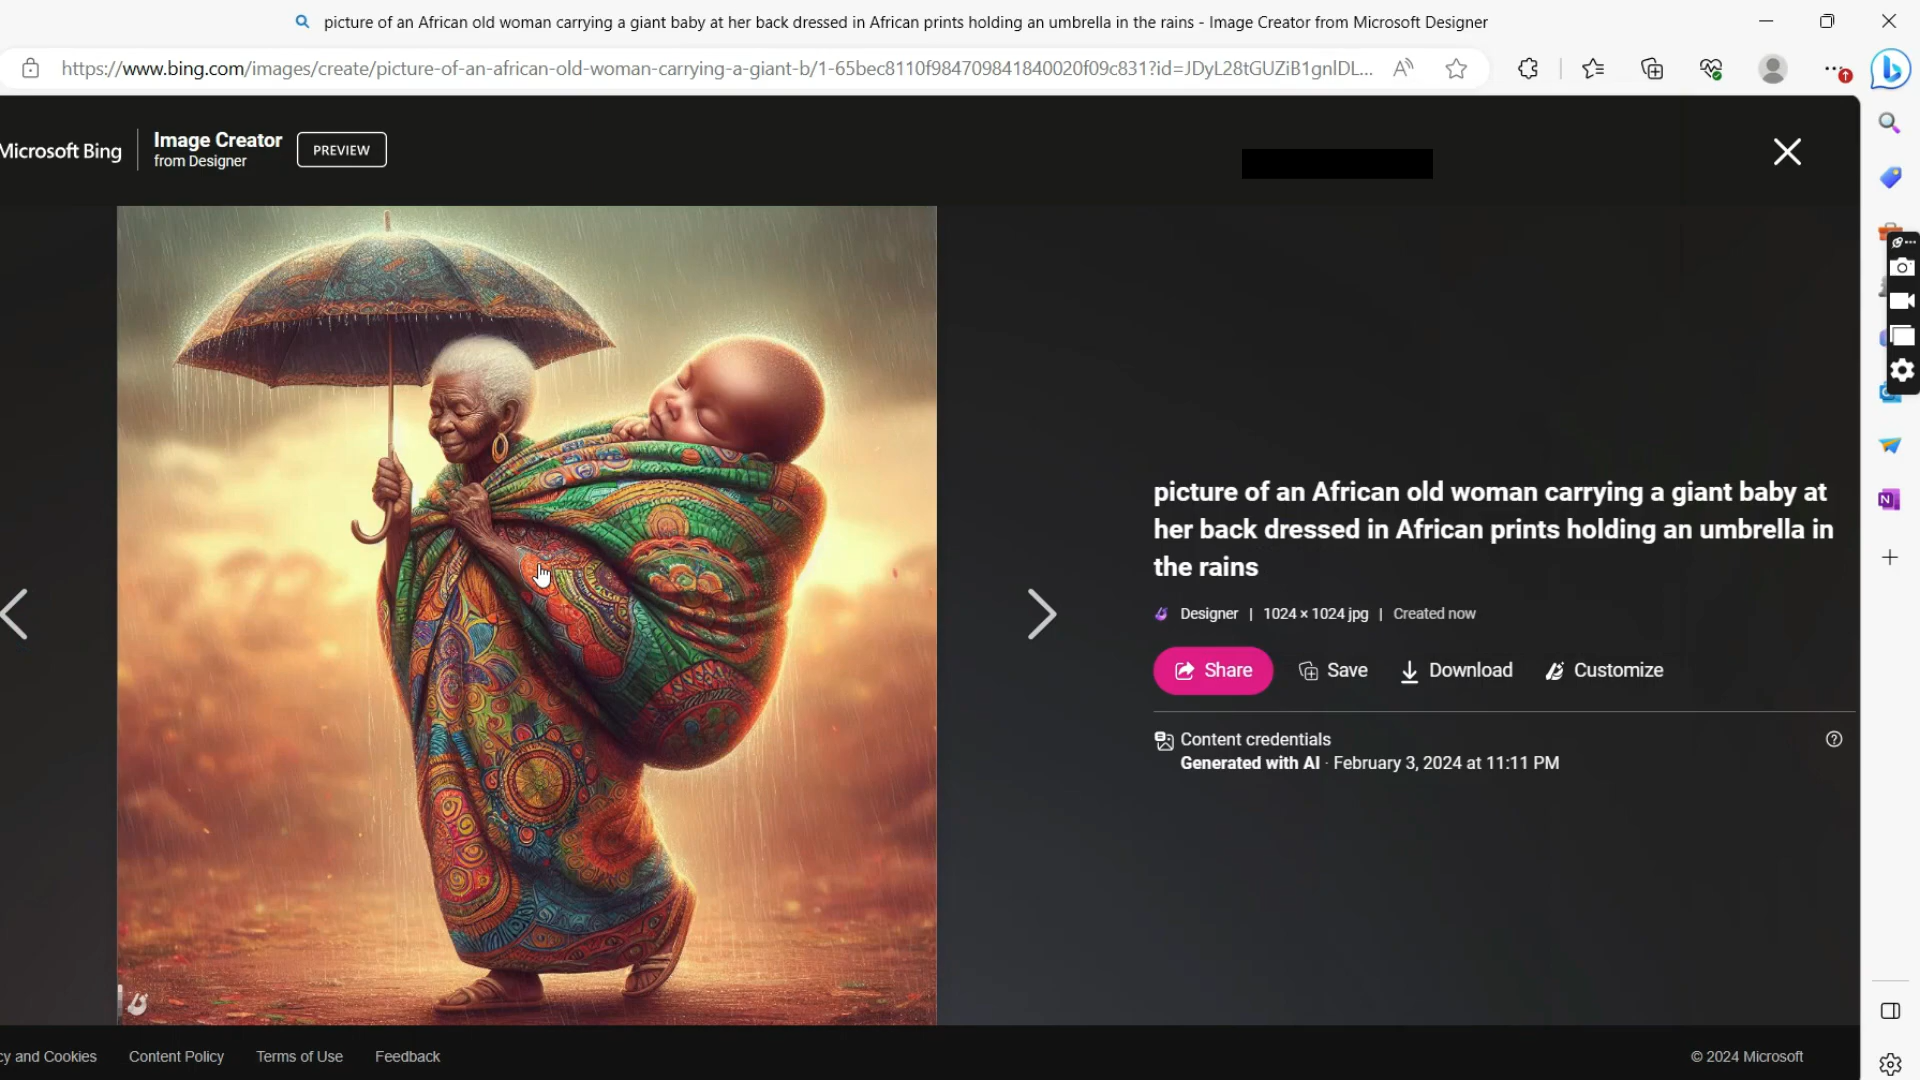 picture of an African old woman carrying a giant baby at her back dressed in African prints holding an umbrella in the rains - Image Creator from Microsoft Designer
https://www.bing.com/images/create/picture-of-an-african-old-woman-carrying-a-giant-b/1-65bec8110f984709841840020f09c831?id=JDyL28tGUZiB1gnlDL...
Microsoft Bing
Image Creator
from Designer
PREVIEW
picture of an African old woman carrying a giant baby at
her back dressed in African prints holding an umbrella in
the rains
Designer | 1024 × 1024 jpg | Created now
Share Save Download Customize
Content credentials
Generated with AI · February 3, 2024 at 11:11 PM
cy and Cookies Content Policy Terms of Use Feedback
© 2024 Microsoft